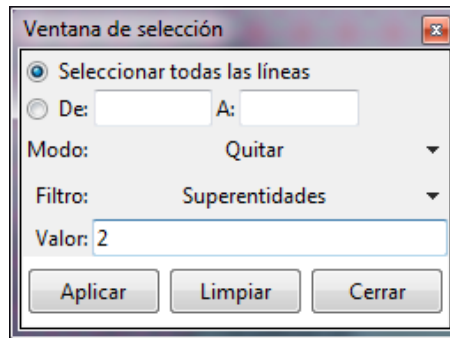 Ventana de selección
Seleccionar todas las líneas
De: A:
Modo: Quitar
Filtro: Superentidades
Valor: 2
Aplicar Limpiar Cerrar